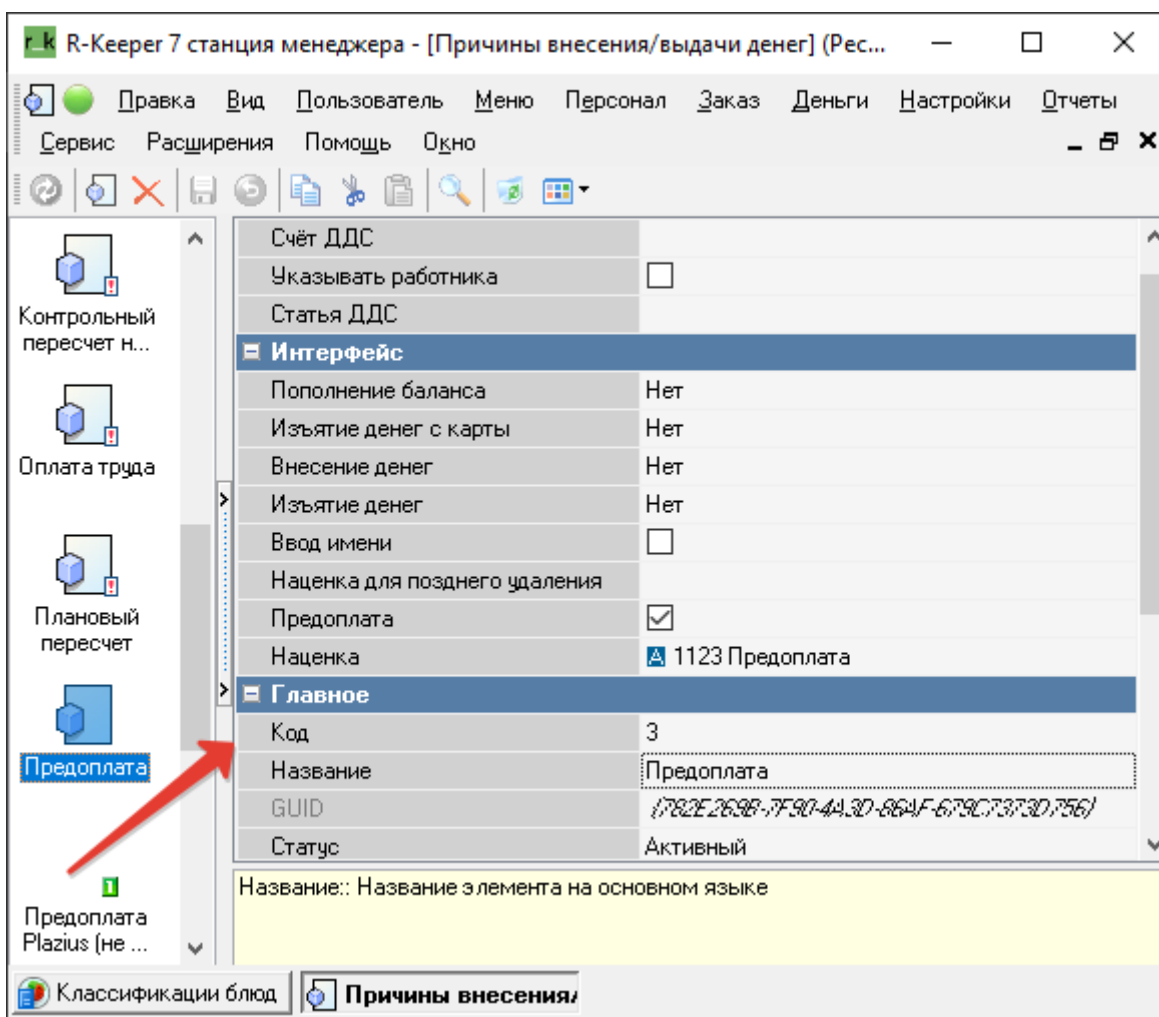 r_k R-Keeper 7 станция менеджера - [Причины внесения/выдачи денег] (Рес...
Правка Вид Пользователь Меню Персонал Заказ Деньги Настройки Отчеты
Сервис Расширения Помощь Окно
Контрольный
пересчет н...
Оплата труда
Плановый
пересчет
Предоплата
Предоплата
Plazius (не ...
Счёт ДДС
Указывать работника
Статья ДДС
Интерфейс
Пополнение баланса Нет
Изъятие денег с карты Нет
Внесение денег Нет
Изъятие денег Нет
Ввод имени
Наценка для позднего удаления
Предоплата
Наценка A 1123 Предоплата
Главное
Код 3
Название Предоплата
GUID {782E269B-7F90-4A3D-86AF-679C7373D756}
Статус Активный
Название:: Название элемента на основном языке
Классификации блюд Причины внесения/